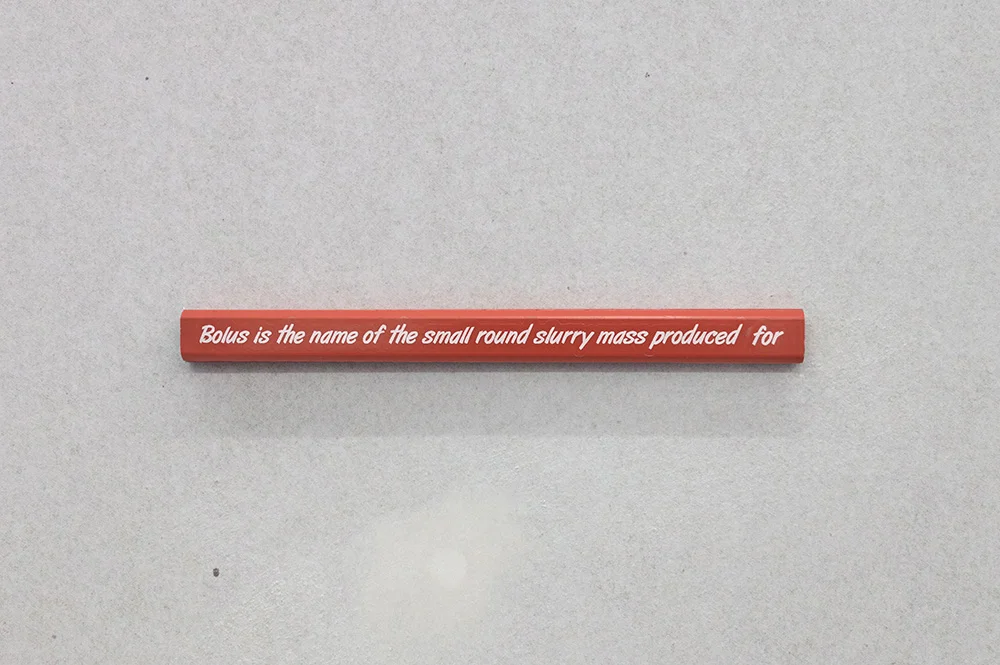 Bolus is the name of the small round slurry mass produced for